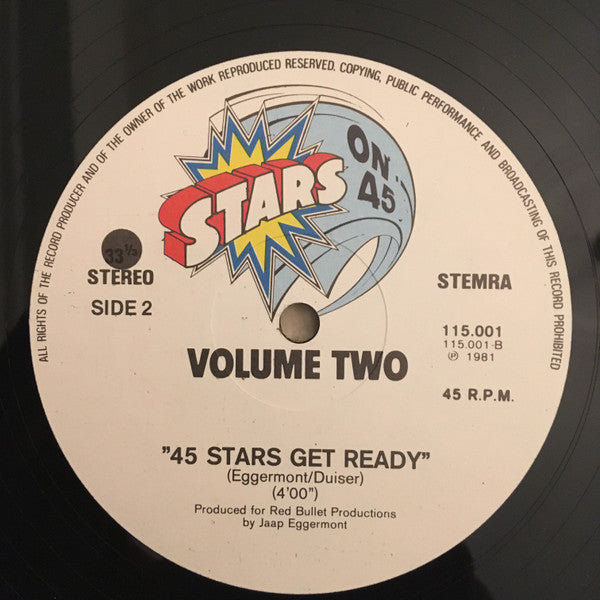 ALL RIGHTS OF THE RECORD PRODUCER AND OF THE OWNER OF THE WORK REPRODUCED RESERVED. COPYING, PUBLIC PERFORMANCE AND BROADCASTING OF THIS RECORD PROHIBITED
STARS
ON 45
33 1/3
STEREO
SIDE 2
STEMRA
115.001
115.001-B
℗ 1981
45 R.P.M.
VOLUME TWO
"45 STARS GET READY"
(Eggermont/Duiser)
(4'00")
Produced for Red Bullet Productions
by Jaap Eggermont